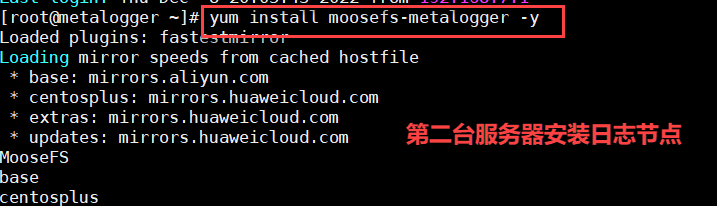 [root@metalogger ~]# yum install moosefs-metalogger -y
Loaded plugins: fastestmirror
Loading mirror speeds from cached hostfile
 * base: mirrors.aliyun.com
 * centosplus: mirrors.huaweicloud.com
 * extras: mirrors.huaweicloud.com
 * updates: mirrors.huaweicloud.com
第二台服务器安装日志节点
MooseFS
base
centosplus